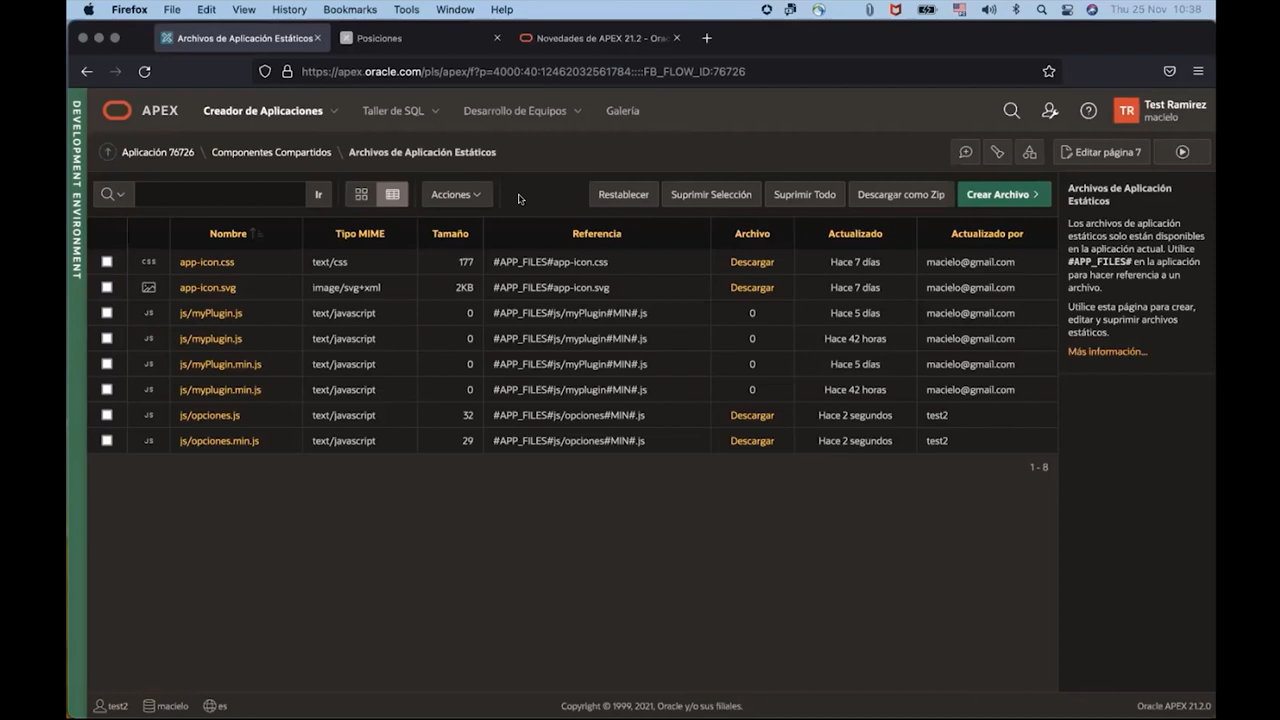 Firefox File Edit View History Bookmarks Tools Window Help Thu 25 Nov 10:38
Archivos de Aplicación Estáticos
Posiciones
Novedades de APEX 21.2 - Ora
https://apex.oracle.com/pls/apex/f?p=4000:40:12462032561784::::FB_FLOW_ID:76726
DEVELOPMENT ENVIRONMENT
APEX Creador de Aplicaciones Taller de SQL Desarrollo de Equipos Galería TR Test Ramirez
macielo
Aplicación 76726 \ Componentes Compartidos \ Archivos de Aplicación Estáticos Editar página 7
Ir Acciones Restablecer Suprimir Selección Suprimir Todo Descargar como Zip Crear Archivo
Nombre Tipo MIME Tamaño Referencia Archivo Actualizado Actualizado por
CSS app-icon.css text/css 177 #APP_FILES#app-icon.css Descargar Hace 7 días macielo@gmail.com
app-icon.svg image/svg+xml 2KB #APP_FILES#app-icon.svg Descargar Hace 7 días macielo@gmail.com
JS js/myPlugin.js text/javascript 0 #APP_FILES#js/myPlugin#MIN#.js 0 Hace 5 días macielo@gmail.com
JS js/myplugin.js text/javascript 0 #APP_FILES#js/myplugin#MIN#.js 0 Hace 42 horas macielo@gmail.com
JS js/myPlugin.min.js text/javascript 0 #APP_FILES#js/myPlugin#MIN#.js 0 Hace 5 días macielo@gmail.com
JS js/myplugin.min.js text/javascript 0 #APP_FILES#js/myplugin#MIN#.js 0 Hace 42 horas macielo@gmail.com
JS js/opciones.js text/javascript 32 #APP_FILES#js/opciones#MIN#.js Descargar Hace 2 segundos test2
JS js/opciones.min.js text/javascript 29 #APP_FILES#js/opciones#MIN#.js Descargar Hace 2 segundos test2
1 - 8
Archivos de Aplicación
Estáticos
Los archivos de aplicación
estáticos solo están disponibles
en la aplicación actual. Utilice
#APP_FILES# en la aplicación
para hacer referencia a un
archivo.
Utilice esta página para crear,
editar y suprimir archivos
estáticos.
Más información...
test2 macielo es Copyright © 1999, 2021, Oracle y/o sus filiales. Oracle APEX 21.2.0